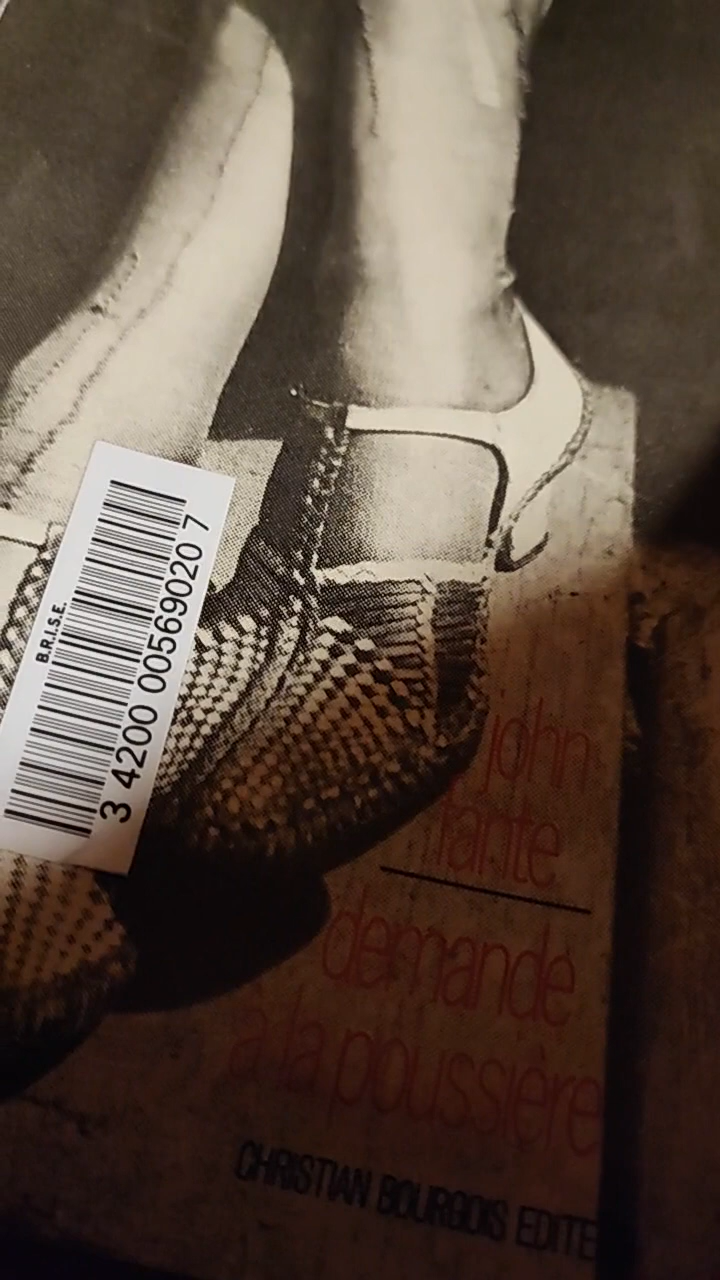 B.R.I.S.E.
3 4200 00569020 7
john
fante
demande
à la poussière
CHRISTIAN BOURGOIS EDITE